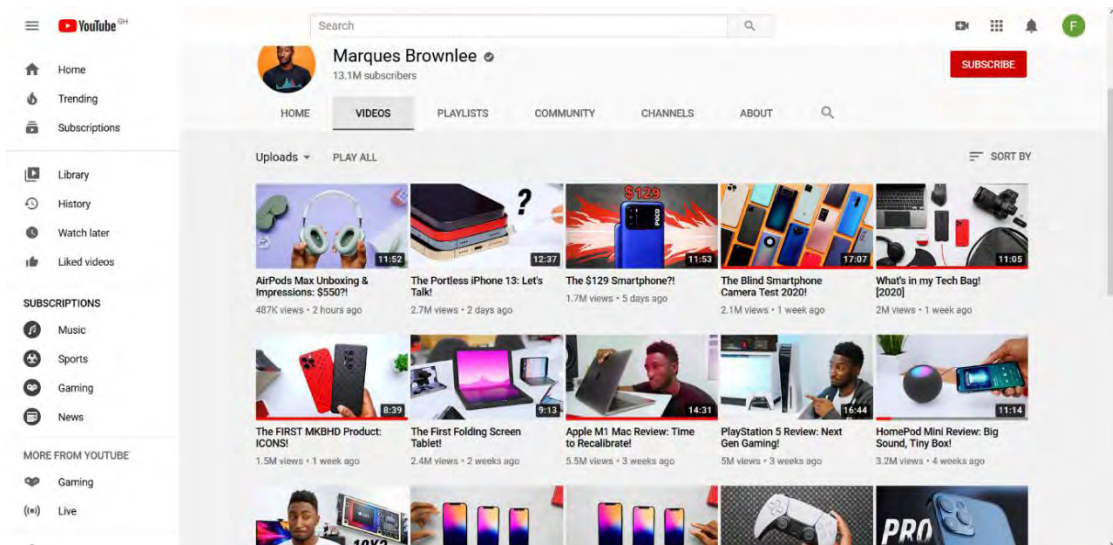 YouTube GH
Search
F
Home
Trending
Subscriptions
Library
History
Watch later
Liked videos
SUBSCRIPTIONS
Music
Sports
Gaming
News
MORE FROM YOUTUBE
Gaming
Live
Marques Brownlee
13.1M subscribers
SUBSCRIBE
HOME VIDEOS PLAYLISTS COMMUNITY CHANNELS ABOUT
Uploads PLAY ALL SORT BY
11:52
AirPods Max Unboxing &
Impressions: $550?!
487K views • 2 hours ago
?
12:37
The Portless iPhone 13: Let's
Talk!
2.7M views • 2 days ago
$129
POCO
11:53
The $129 Smartphone?!
1.7M views • 5 days ago
17:07
The Blind Smartphone
Camera Test 2020!
2.1M views • 1 week ago
11:05
What's in my Tech Bag!
[2020]
2M views • 1 week ago
8:39
The FIRST MKBHD Product:
ICONS!
1.5M views • 1 week ago
9:13
The First Folding Screen
Tablet!
2.4M views • 2 weeks ago
14:31
Apple M1 Mac Review: Time
to Recalibrate!
5.5M views • 3 weeks ago
16:44
PlayStation 5 Review: Next
Gen Gaming!
5M views • 3 weeks ago
11:14
HomePod Mini Review: Big
Sound, Tiny Box!
3.2M views • 4 weeks ago
PRO